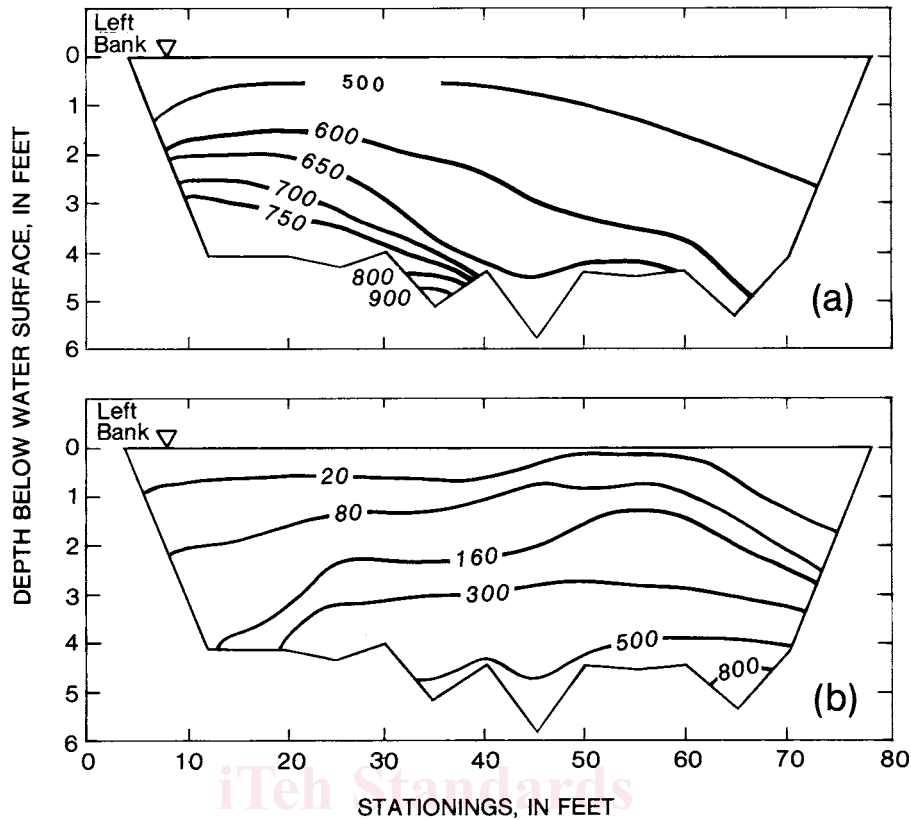 DEPTH BELOW WATER SURFACE, IN FEET
Left
Bank
0
1
2
3
4
5
6
500
600
650
700
750
800
900
(a)
Left
Bank
0
1
2
3
4
5
6
20
80
160
300
500
800
(b)
0 10 20 30 40 50 60 70 80
iTeh Standards
STATIONINGS, IN FEET